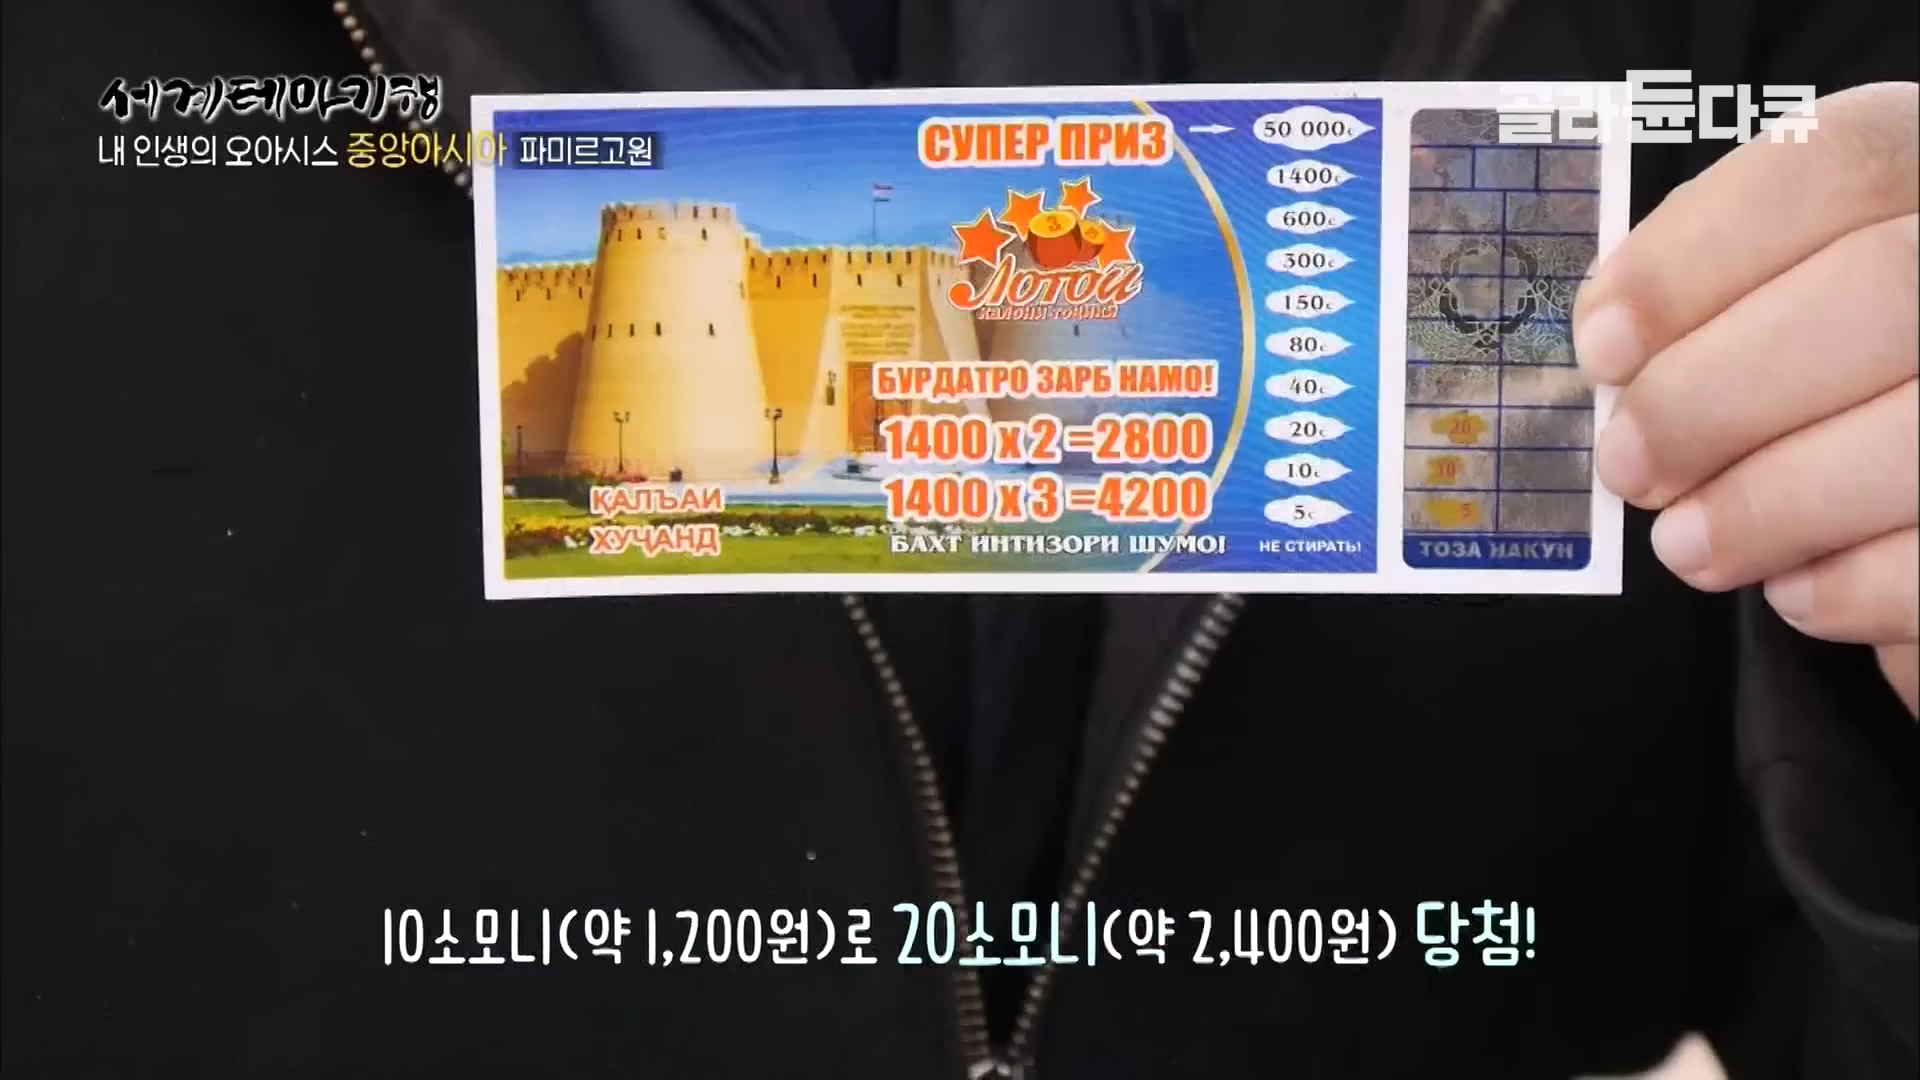 세계테마기행
골라둔다큐
내 인생의 오아시스 중앙아시아 파미르고원
СУПЕР ПРИЗ
50 000с
1400с
600с
300с
150с
80с
40с
20с
10с
5с
НЕ СТИРАТЬ!
З
Лотои
калони тоҷикӣ
БУРДАТРО ЗАРБ НАМО!
1400 x 2 =2800
1400 x 3 =4200
БАХТ ИНТИЗОРИ ШУМО!
ҚАЛЪАИ
ХУҶАНД
20
10
5
ТОЗА НАКУН
10소모니(약 1,200원)로 20소모니(약 2,400원) 당첨!